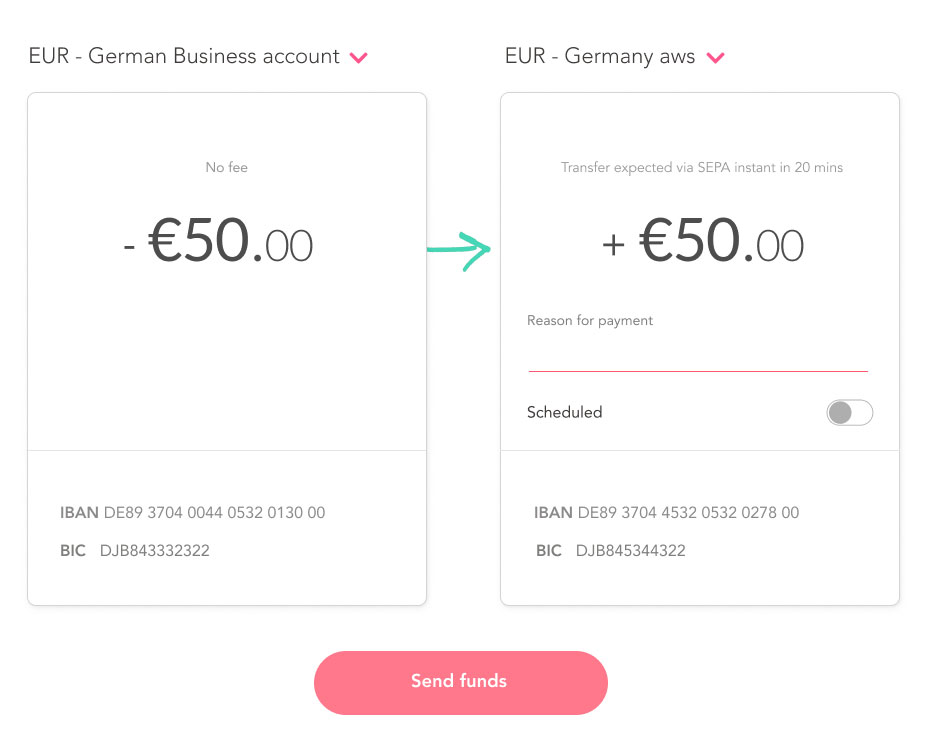 EUR - German Business account
No fee
- €50.00
IBAN DE89 3704 0044 0532 0130 00
BIC DJB843332322
EUR - Germany aws
Transfer expected via SEPA instant in 20 mins
+ €50.00
Reason for payment
Scheduled
IBAN DE89 3704 4532 0532 0278 00
BIC DJB845344322
Send funds